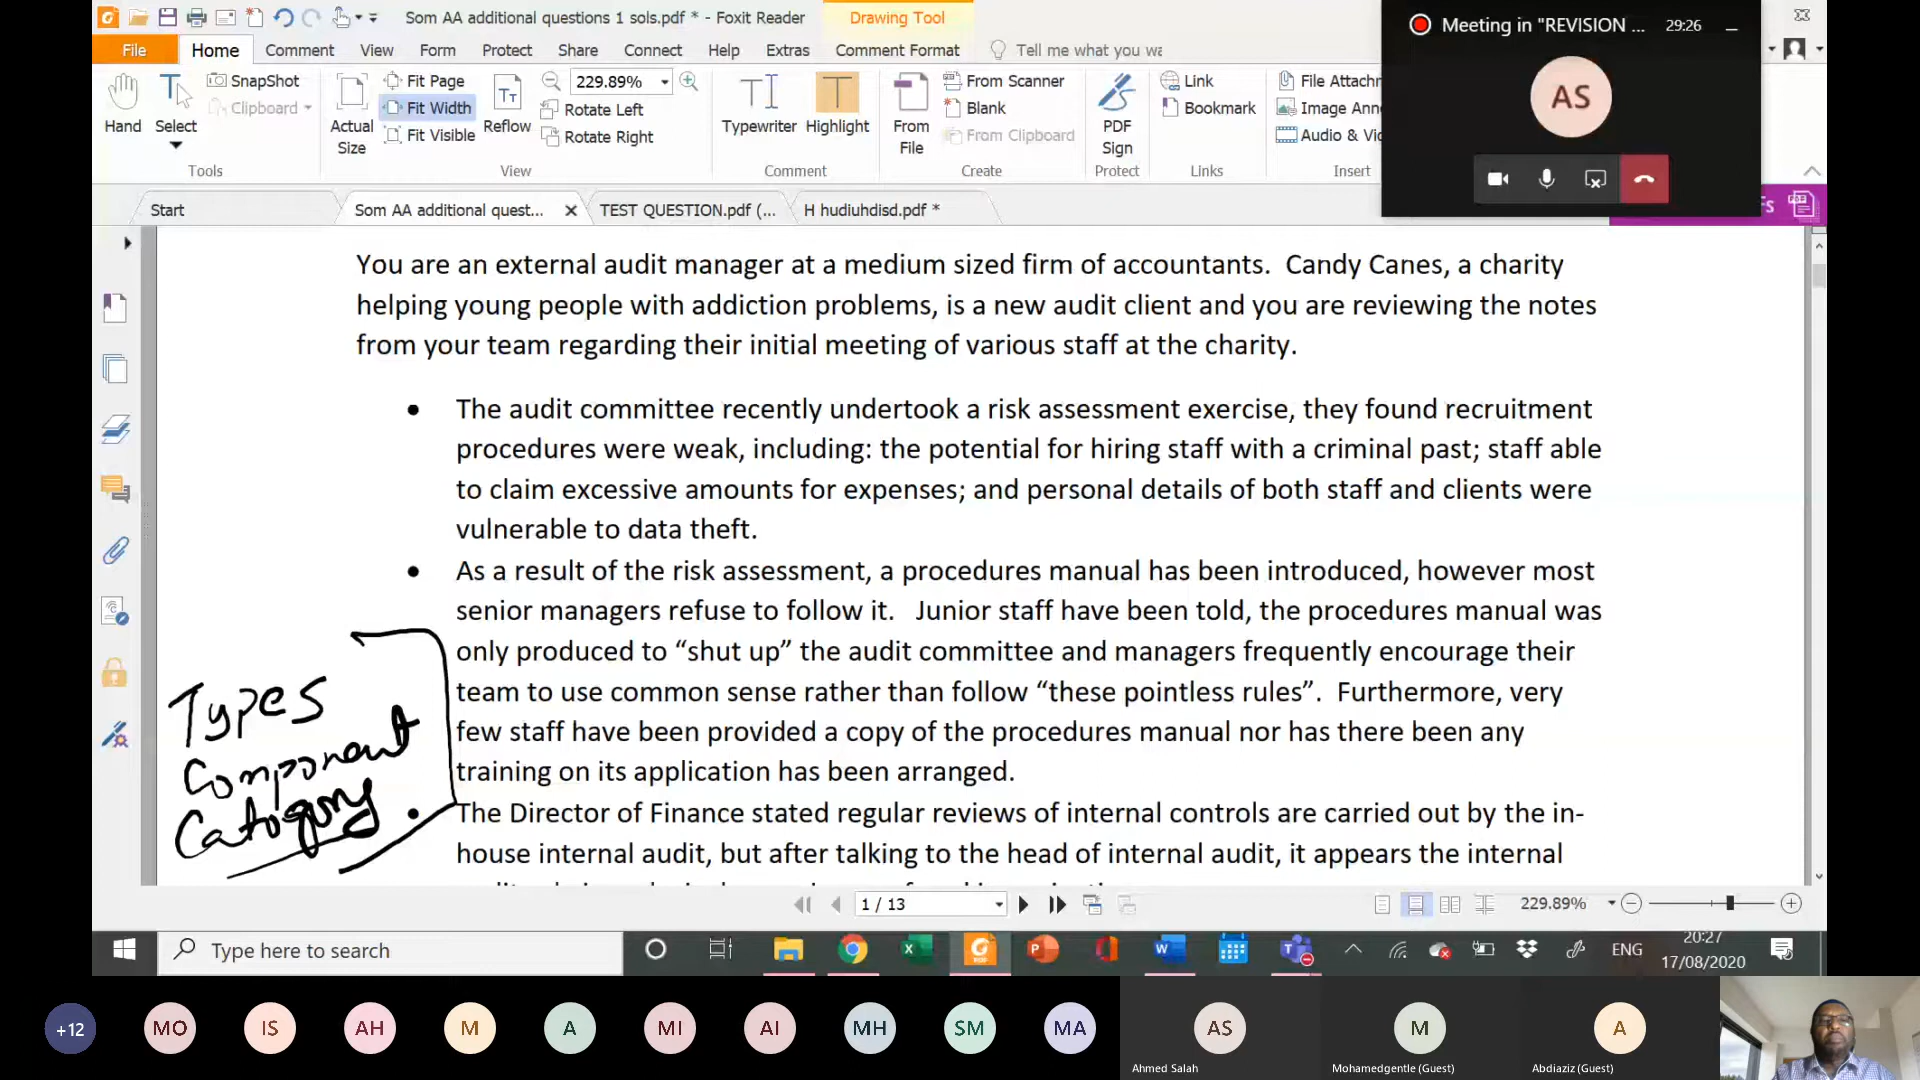 Som AA additional questions 1 sols.pdf * - Foxit Reader
Drawing Tool
Meeting in "REVISION ...
29:26
File
Home
Comment
View
Form
Protect
Share
Connect
Help
Extras
Comment Format
Tell me what you wa
SnapShot
Clipboard
Hand
Select
Tools
Actual Size
Fit Page
Fit Width
Fit Visible
Reflow
229.89%
Rotate Left
Rotate Right
View
Typewriter
Highlight
Comment
From File
From Scanner
Blank
From Clipboard
Create
PDF Sign
Protect
Link
Bookmark
Links
File Attachm
Image Ann
Audio & Vid
Insert
AS
Start
Som AA additional quest...
TEST QUESTION.pdf (...
H hudiuhdisd.pdf *
You are an external audit manager at a medium sized firm of accountants. Candy Canes, a charity
helping young people with addiction problems, is a new audit client and you are reviewing the notes
from your team regarding their initial meeting of various staff at the charity.
• The audit committee recently undertook a risk assessment exercise, they found recruitment
procedures were weak, including: the potential for hiring staff with a criminal past; staff able
to claim excessive amounts for expenses; and personal details of both staff and clients were
vulnerable to data theft.
• As a result of the risk assessment, a procedures manual has been introduced, however most
senior managers refuse to follow it. Junior staff have been told, the procedures manual was
only produced to “shut up” the audit committee and managers frequently encourage their
team to use common sense rather than follow “these pointless rules”. Furthermore, very
few staff have been provided a copy of the procedures manual nor has there been any
training on its application has been arranged.
• The Director of Finance stated regular reviews of internal controls are carried out by the in-
house internal audit, but after talking to the head of internal audit, it appears the internal
Types
Component
Catogory
1 / 13
229.89%
Type here to search
ENG
20:27
17/08/2020
+12
MO
IS
AH
M
A
MI
AI
MH
SM
MA
AS
Ahmed Salah
M
Mohamedgentle (Guest)
A
Abdiaziz (Guest)